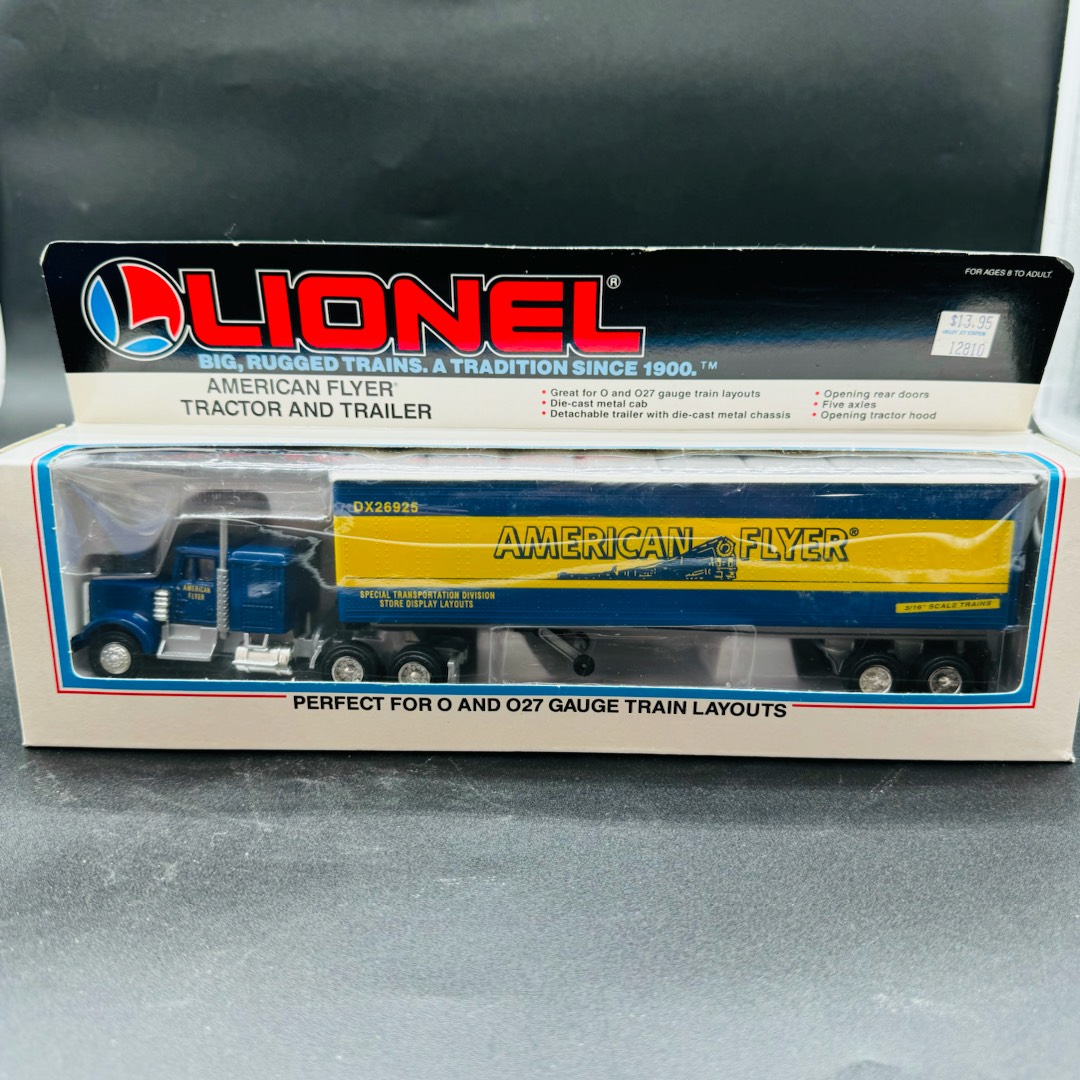 LIONEL®
FOR AGES 8 TO ADULT
$13.95
12810
BIG, RUGGED TRAINS. A TRADITION SINCE 1900.™
AMERICAN FLYER®
TRACTOR AND TRAILER
• Great for O and O27 gauge train layouts
• Die-cast metal cab
• Detachable trailer with die-cast metal chassis
• Opening rear doors
• Five axles
• Opening tractor hood
DX26925
AMERICAN FLYER®
AMERICAN
FLYER
SPECIAL TRANSPORTATION DIVISION
STORE DISPLAY LAYOUTS
3/16" SCALE TRAINS
PERFECT FOR O AND O27 GAUGE TRAIN LAYOUTS